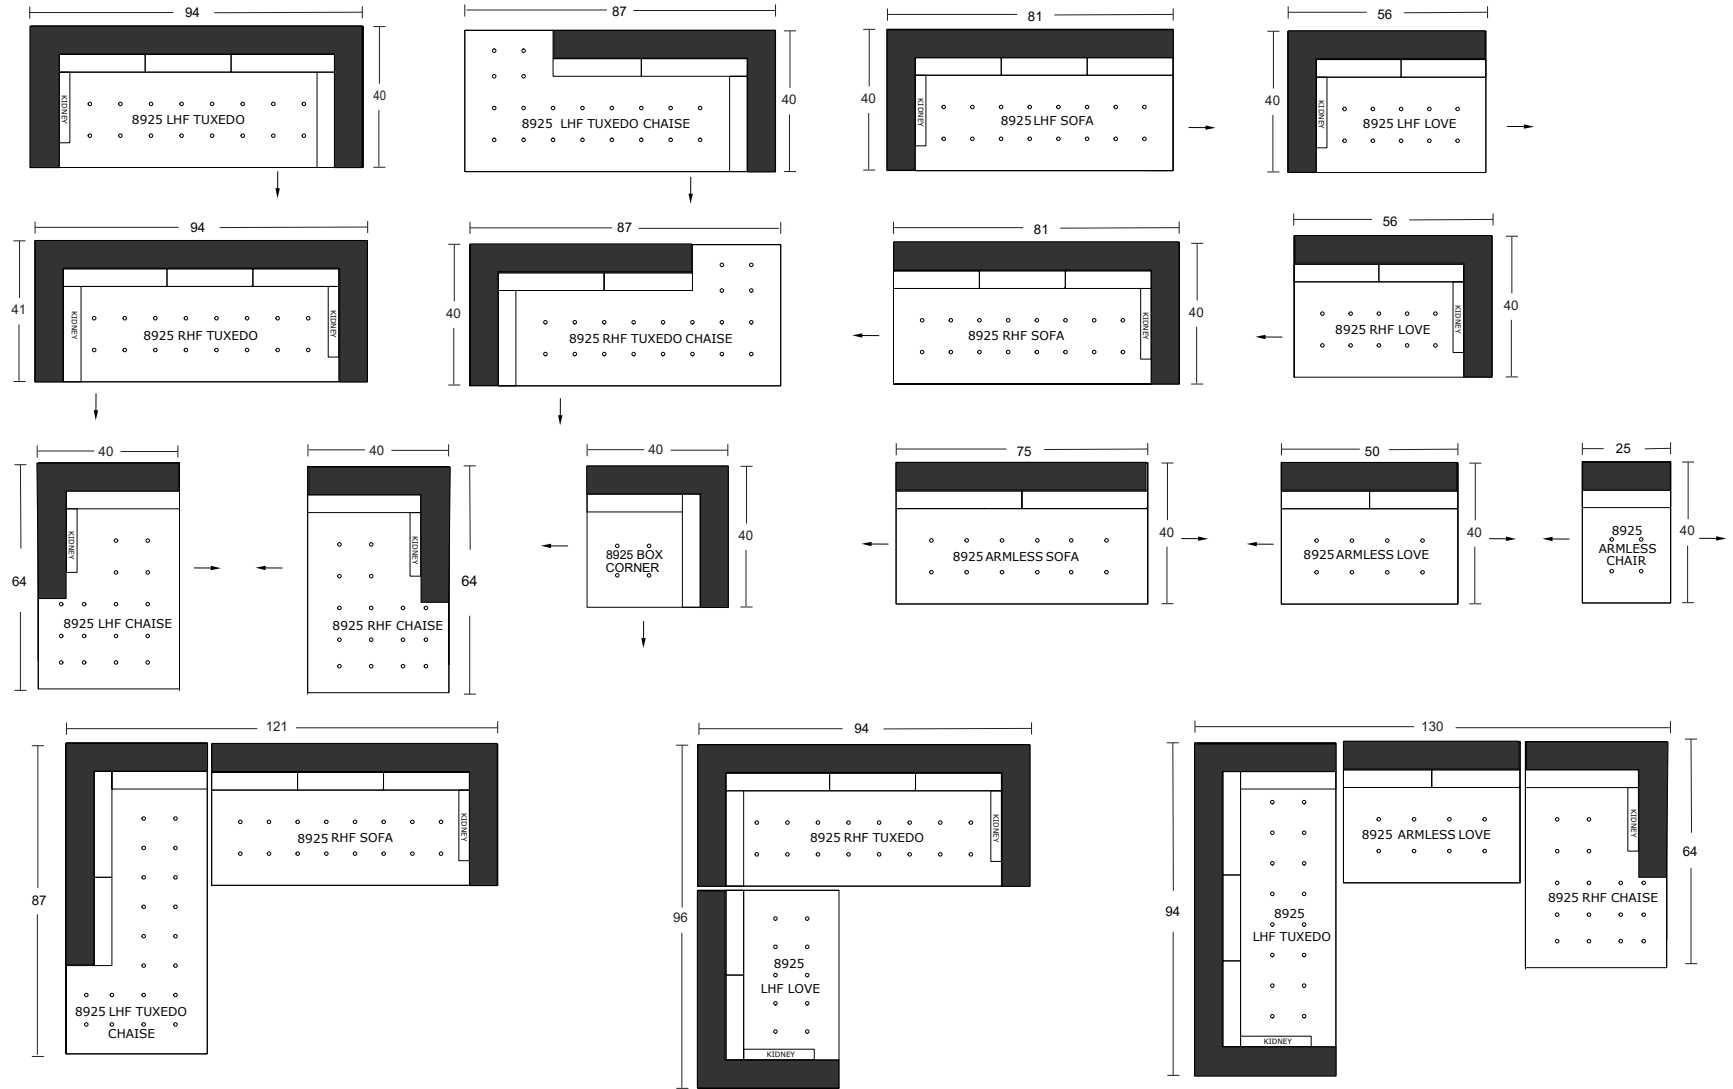 94
87
81
56
KIDNEY
8925 LHF TUXEDO
40
8925 LHF TUXEDO CHAISE
40
40
KIDNEY
8925 LHF SOFA
40
KIDNEY
8925 LHF LOVE
94
87
81
56
41
KIDNEY
8925 RHF TUXEDO
KIDNEY
40
8925 RHF TUXEDO CHAISE
8925 RHF SOFA
KIDNEY
40
8925 RHF LOVE
KIDNEY
40
40
40
40
75
50
25
64
KIDNEY
8925 LHF CHAISE
KIDNEY
8925 RHF CHAISE
64
8925 BOX
CORNER
40
8925 ARMLESS SOFA
40
8925 ARMLESS LOVE
40
8925
ARMLESS
CHAIR
40
121
94
130
87
8925 LHF TUXEDO
CHAISE
8925 RHF SOFA
KIDNEY
96
8925 RHF TUXEDO
KIDNEY
8925
LHF LOVE
KIDNEY
94
8925
LHF TUXEDO
KIDNEY
8925 ARMLESS LOVE
KIDNEY
8925 RHF CHAISE
64